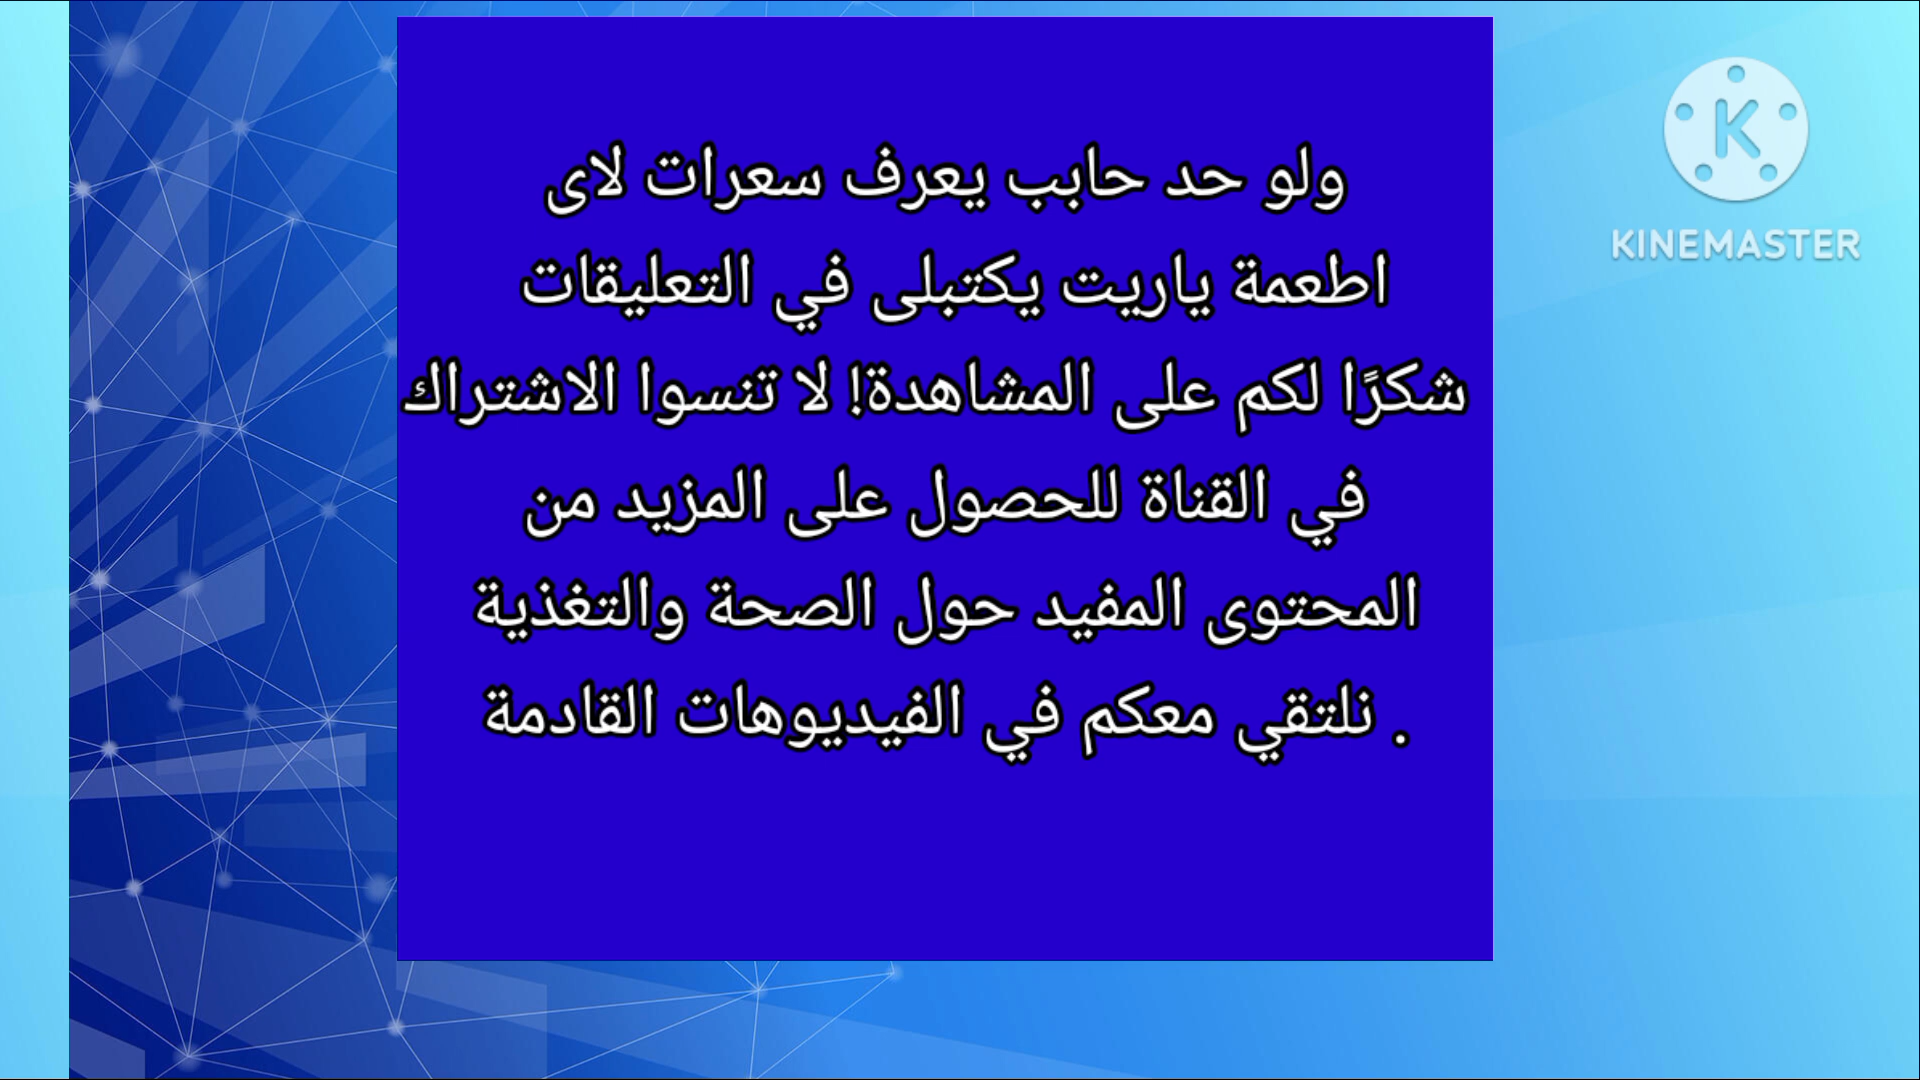 ولو حد حابب يعرف سعرات لاى
اطعمة ياريت يكتبلى في التعليقات
شكرًا لكم على المشاهدة! لا تنسوا الاشتراك
في القناة للحصول على المزيد من
المحتوى المفيد حول الصحة والتغذية
. نلتقي معكم في الفيديوهات القادمة
K
KINEMASTER